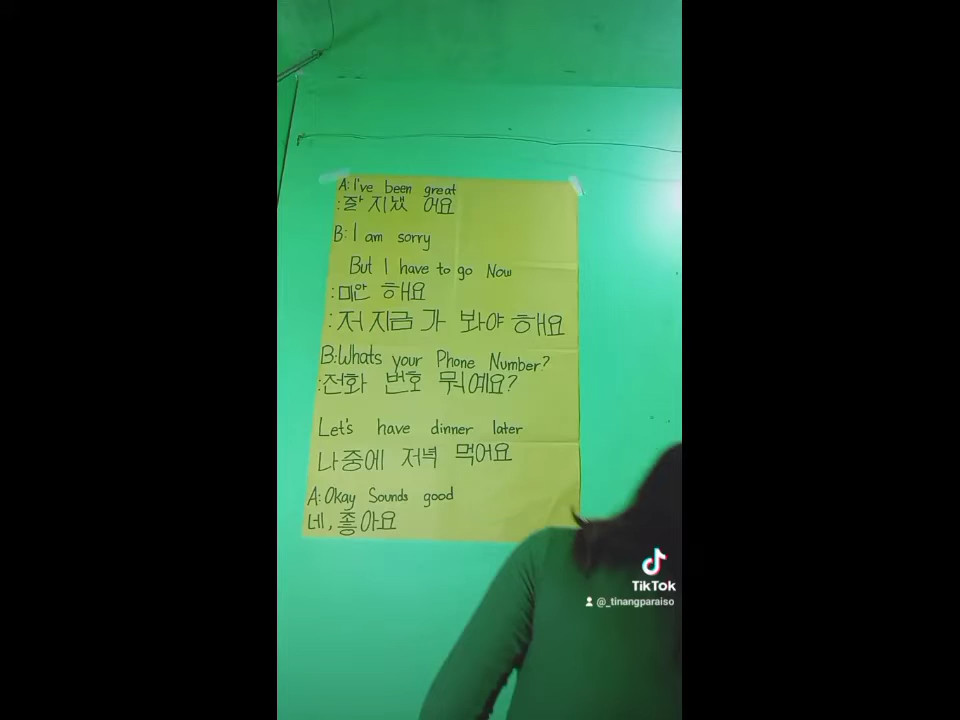 A: I've been great
: 잘 지냈 어요
B: I am sorry
But I have to go Now
: 미안 해요
: 저 지금 가 봐야 해요
B: Whats your Phone Number?
: 전화 번호 뭐예요?
Let's have dinner later
나중에 저녁 먹어요
A: Okay Sounds good
네, 좋아요
TikTok
@_tinangparaiso